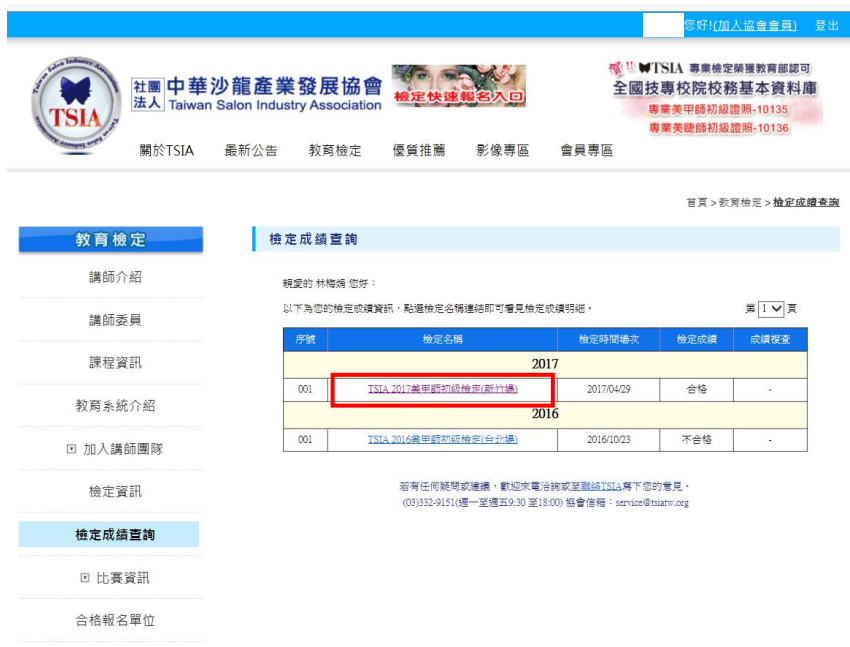 您好!(加入協會會員) 登出
Taiwan Salon Industry Association
TSIA
社團法人 中華沙龍產業發展協會
Taiwan Salon Industry Association
檢定快速報名入口
TSIA 專業檢定榮獲教育部認可
全國技專校院校務基本資料庫
專業美甲師初級證照-10135
專業美睫師初級證照-10136
關於TSIA 最新公告 教育檢定 優質推薦 影像專區 會員專區
首頁 > 教育檢定 > 檢定成績查詢
教育檢定
講師介紹
講師委員
課程資訊
教育系統介紹
加入講師團隊
檢定資訊
檢定成績查詢
比賽資訊
合格報名單位
檢定成績查詢
親愛的 林梅娟 您好：
以下為您的檢定成績資訊，點選檢定名稱連結即可看見檢定成績明細。 第 1 頁
序號 檢定名稱 檢定時間場次 檢定成績 成績複查
2017
001 TSIA 2017美甲師初級檢定(新竹場) 2017/04/29 合格 -
2016
001 TSIA 2016美甲師初級檢定(台北場) 2016/10/23 不合格 -
若有任何疑問或建議，歡迎來電洽詢或至聯絡TSIA寫下您的意見。
(03)332-9151(週一至週五9:30 至18:00) 協會信箱：service@tsiatw.org